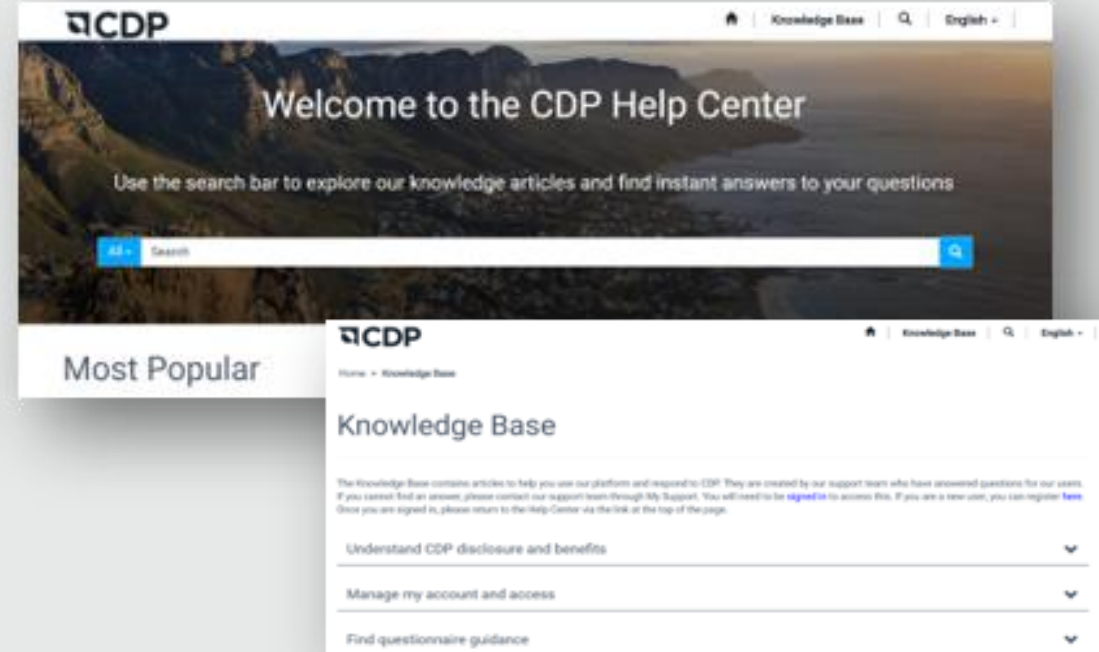 CDP
Knowledge Base
English
Welcome to the CDP Help Center
Use the search bar to explore our knowledge articles and find instant answers to your questions
All
Search
Most Popular
CDP
Knowledge Base
English
Home > Knowledge Base
Knowledge Base
The Knowledge Base contains articles to help you use our platform and respond to CDP. They are created by our support team who have answered questions for our users.
If you cannot find an answer, please contact our support team through My Support. You will need to be signed in to access this. If you are a new user, you can register here.
Once you are signed in, please return to the Help Center via the link at the top of the page.
Understand CDP disclosure and benefits
Manage my account and access
Find questionnaire guidance